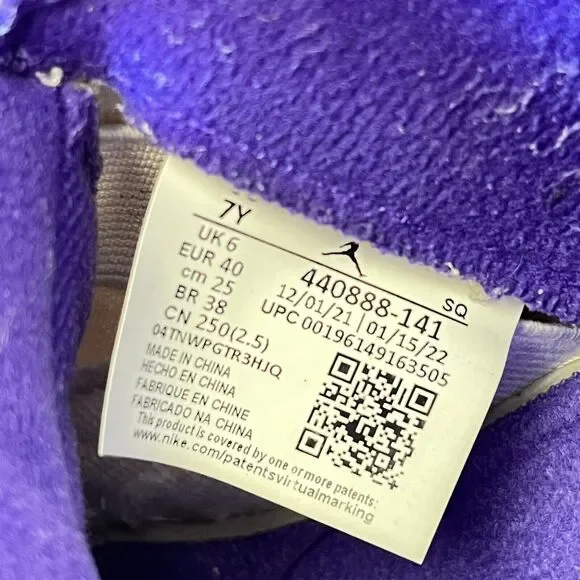 7Y
UK 6
EUR 40
cm 25
BR 38
CN 250(2.5)
04TNWPGTR3HJQ
MADE IN CHINA
HECHO EN CHINA
FABRIQUE EN CHINE
FABRICADO NA CHINA
This product is covered by one or more patents:
www.nike.com/patentsvirtualmarking
440888-141
SQ
12/01/21 | 01/15/22
UPC 00196149163505